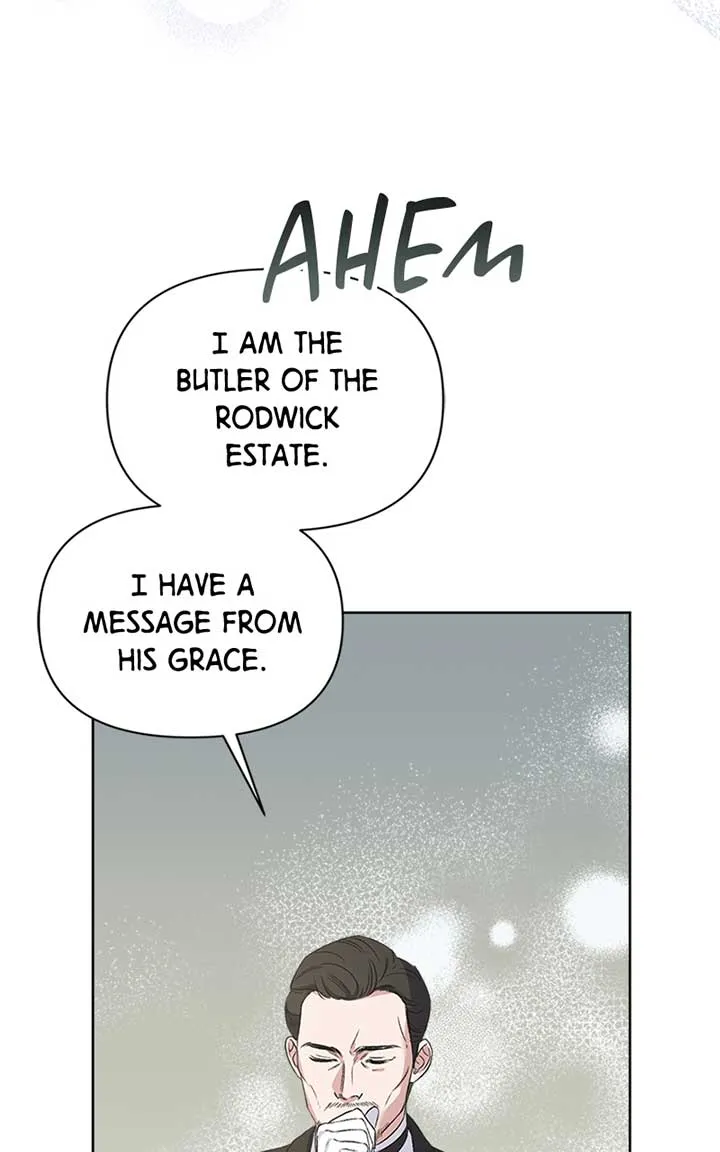 AHEM
I AM THE
BUTLER OF THE
RODWICK
ESTATE.
I HAVE A
MESSAGE FROM
HIS GRACE.